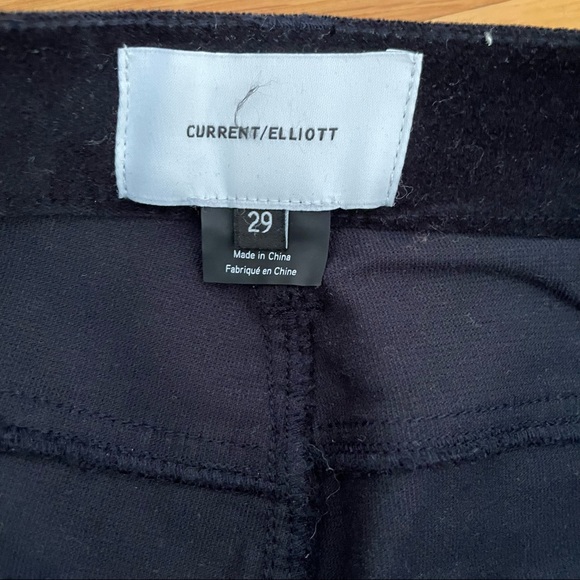 CURRENT/ELLIOTT
29
Made in China
Fabriqué en Chine